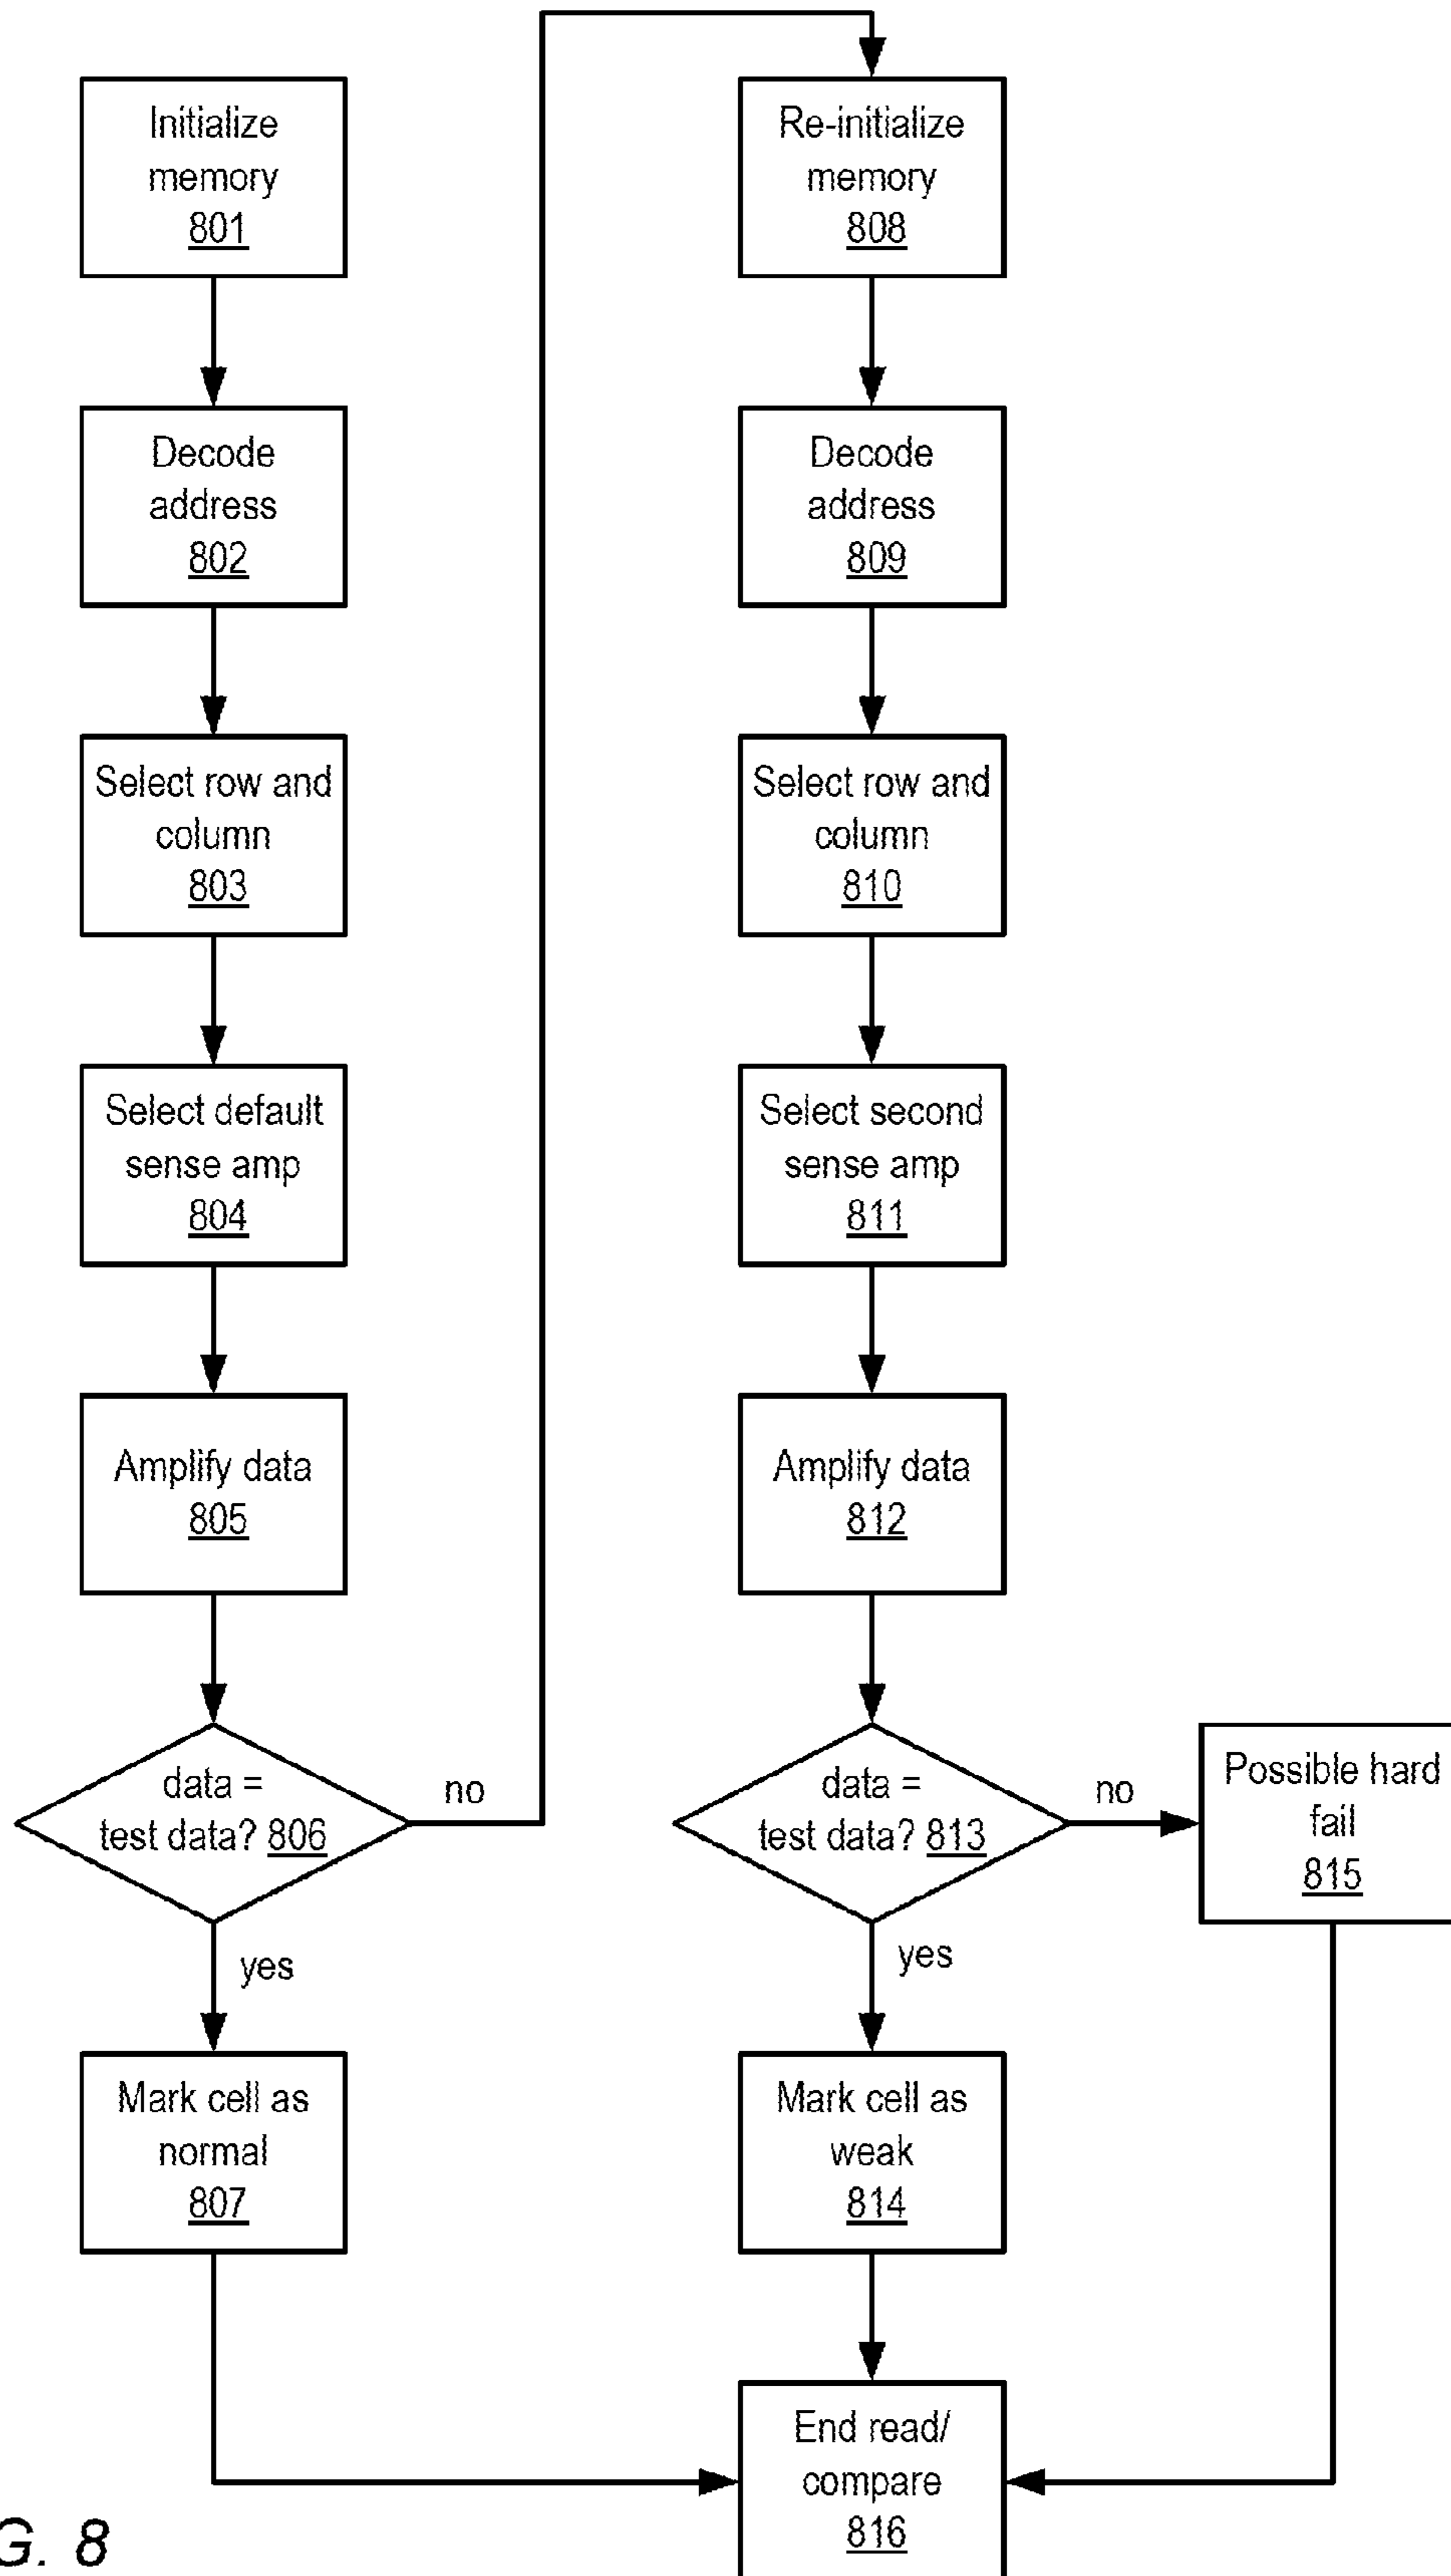 Initialize
memory
801
Decode
address
802
Select row and
column
803
Select default
sense amp
804
Amplify data
805
data =
test data? 806
no
yes
Mark cell as
normal
807
Re-initialize
memory
808
Decode
address
809
Select row and
column
810
Select second
sense amp
811
Amplify data
812
data =
test data? 813
no
yes
Mark cell as
weak
814
Possible hard
fail
815
End read/
compare
816
G. 8